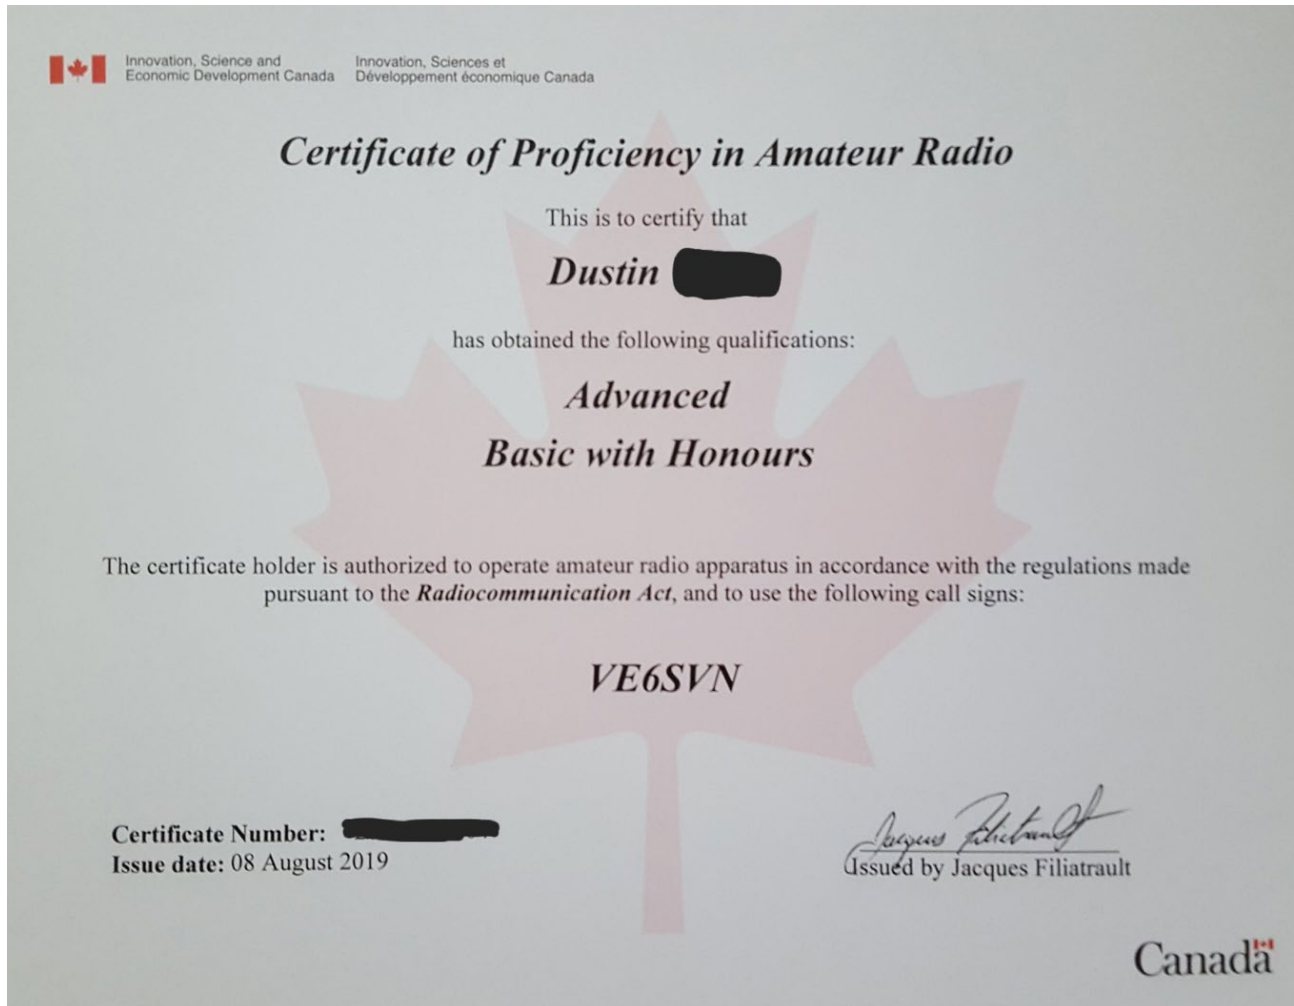 Innovation, Science and
Economic Development Canada
Innovation, Sciences et
Développement économique Canada
Certificate of Proficiency in Amateur Radio
This is to certify that
Dustin
has obtained the following qualifications:
Advanced
Basic with Honours
The certificate holder is authorized to operate amateur radio apparatus in accordance with the regulations made
pursuant to the Radiocommunication Act, and to use the following call signs:
VE6SVN
Certificate Number:
Issue date: 08 August 2019
Jacques Filiatrault
Issued by Jacques Filiatrault
Canada